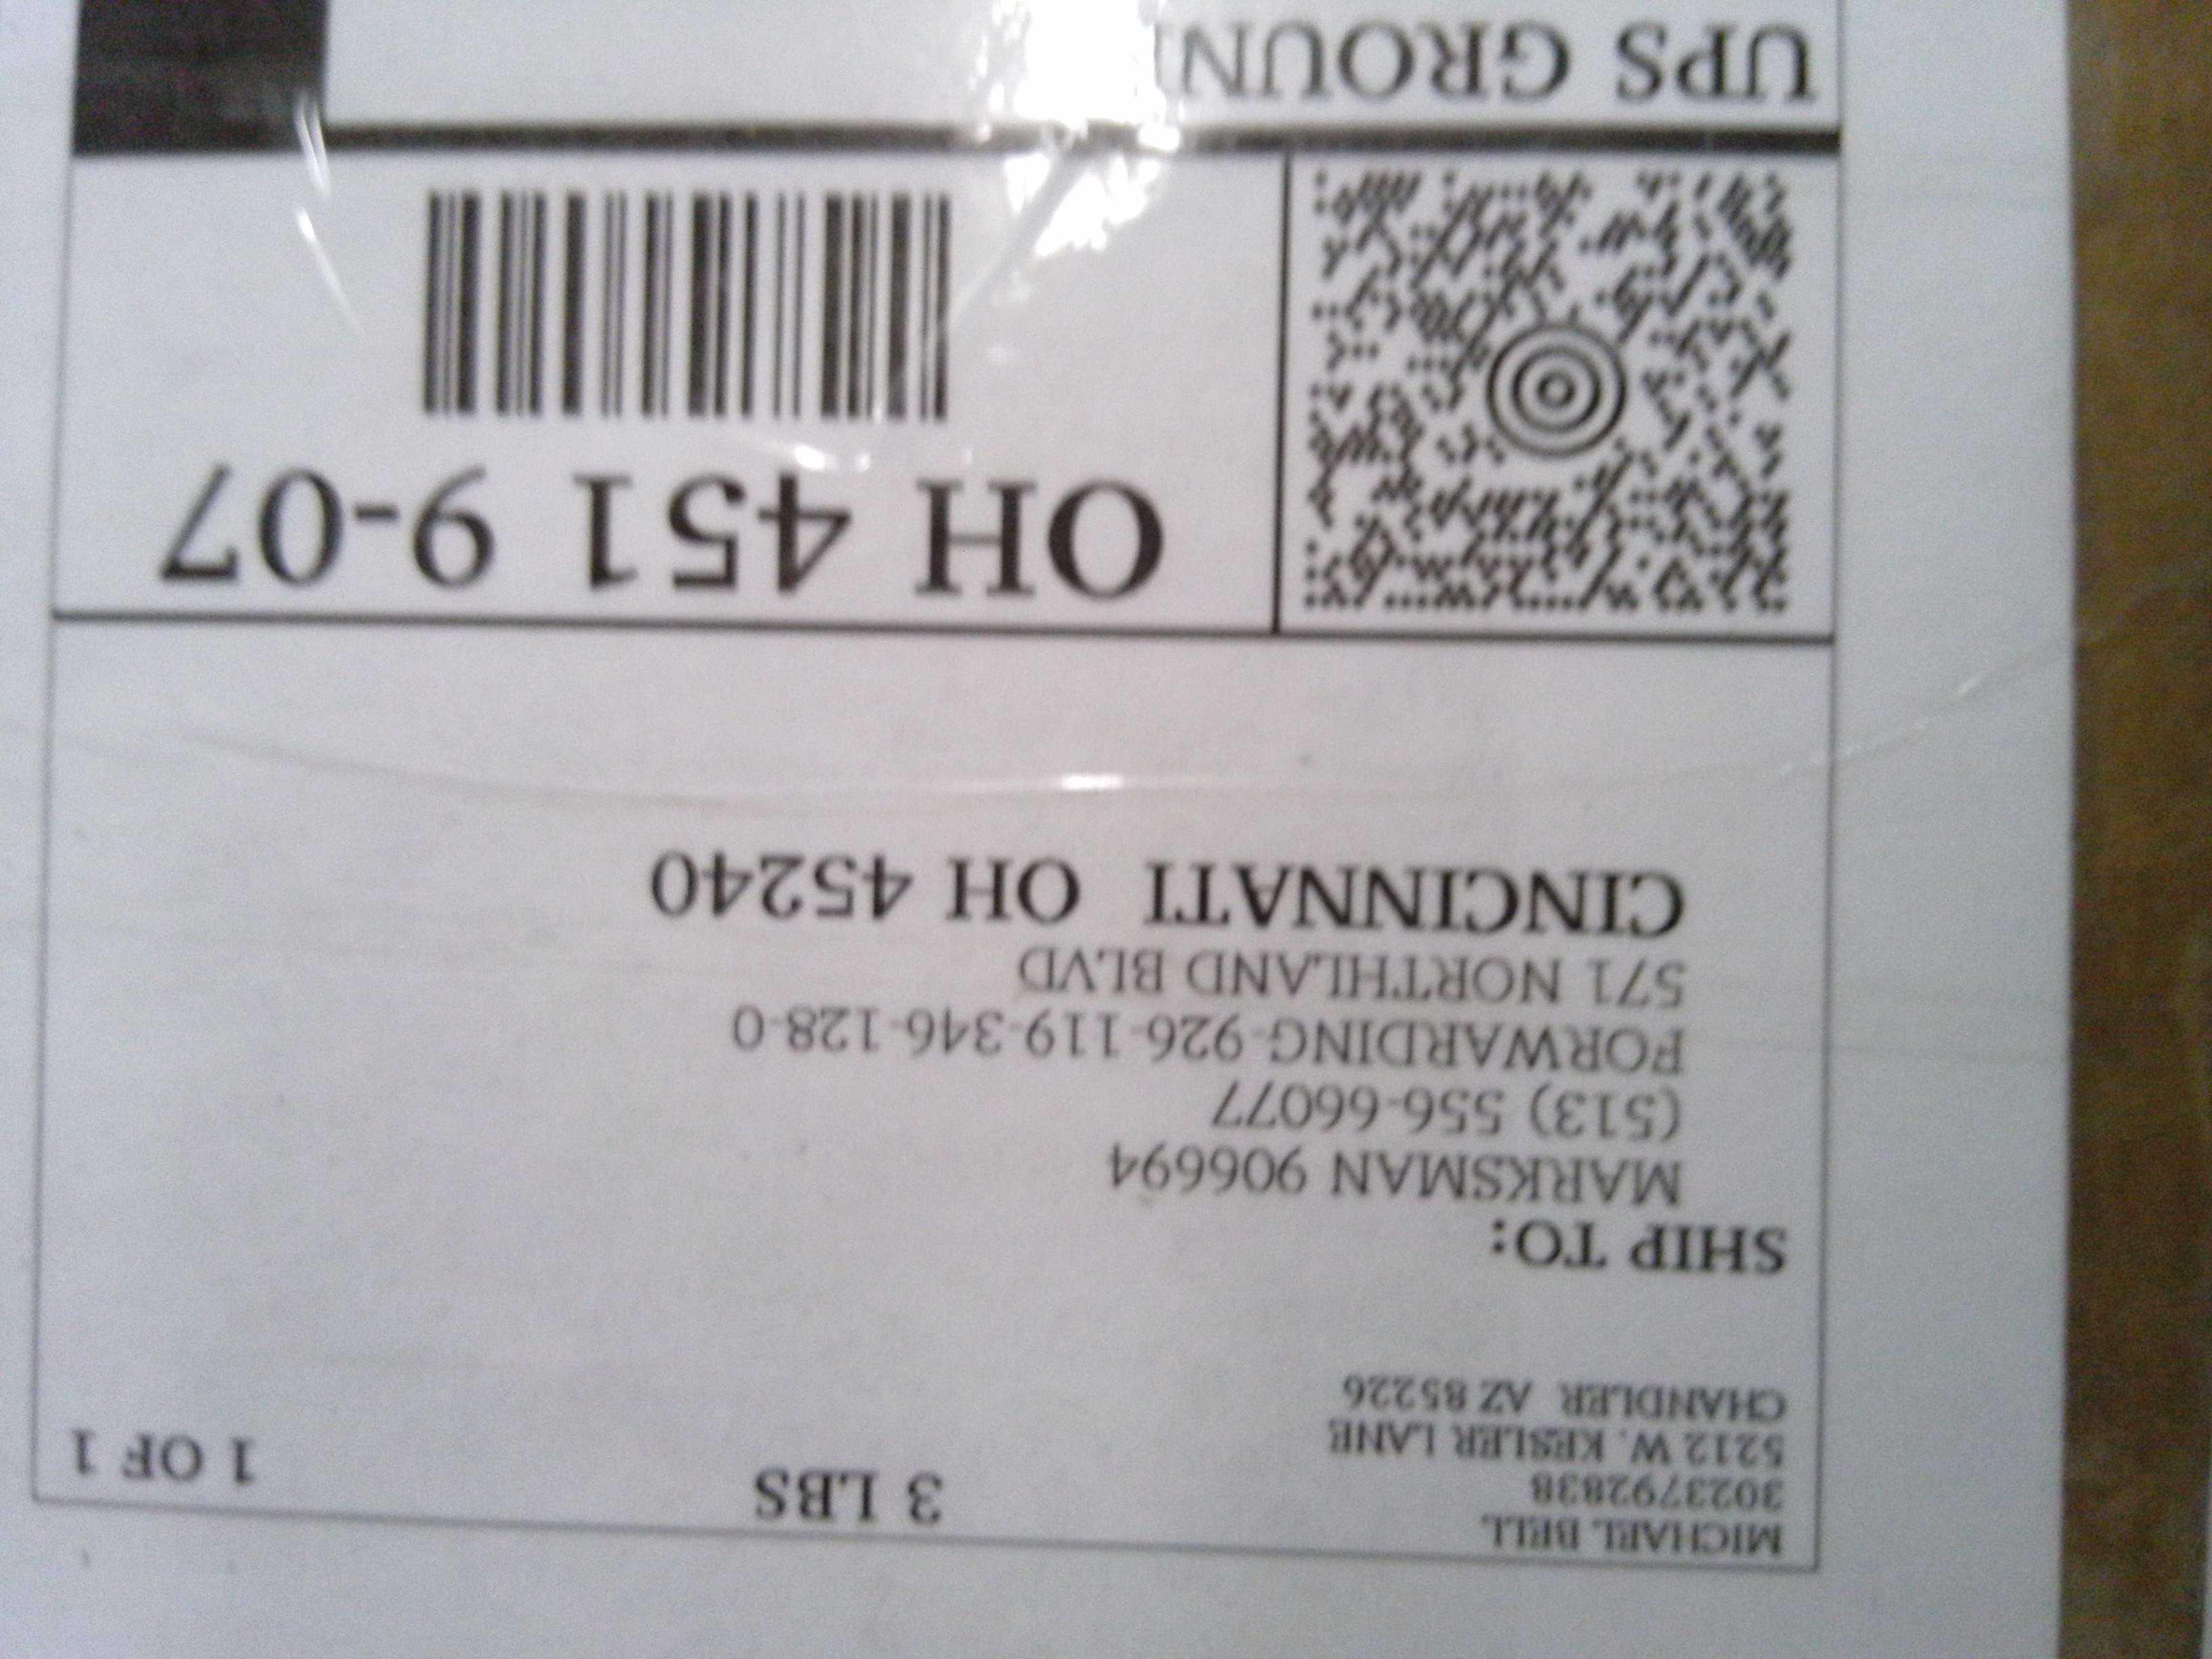 MICHAEL BELL
3023792838
5212 W. KESLER LANE
CHANDLER AZ 85226
3 LBS
1 OF 1
SHIP TO:
MARKSMAN 906694
(513) 556-66077
FORWARDING-926-119-346-128-0
571 NORTHLAND BLVD
CINCINNATI OH 45240
OH 451 9-07
UPS GROUN